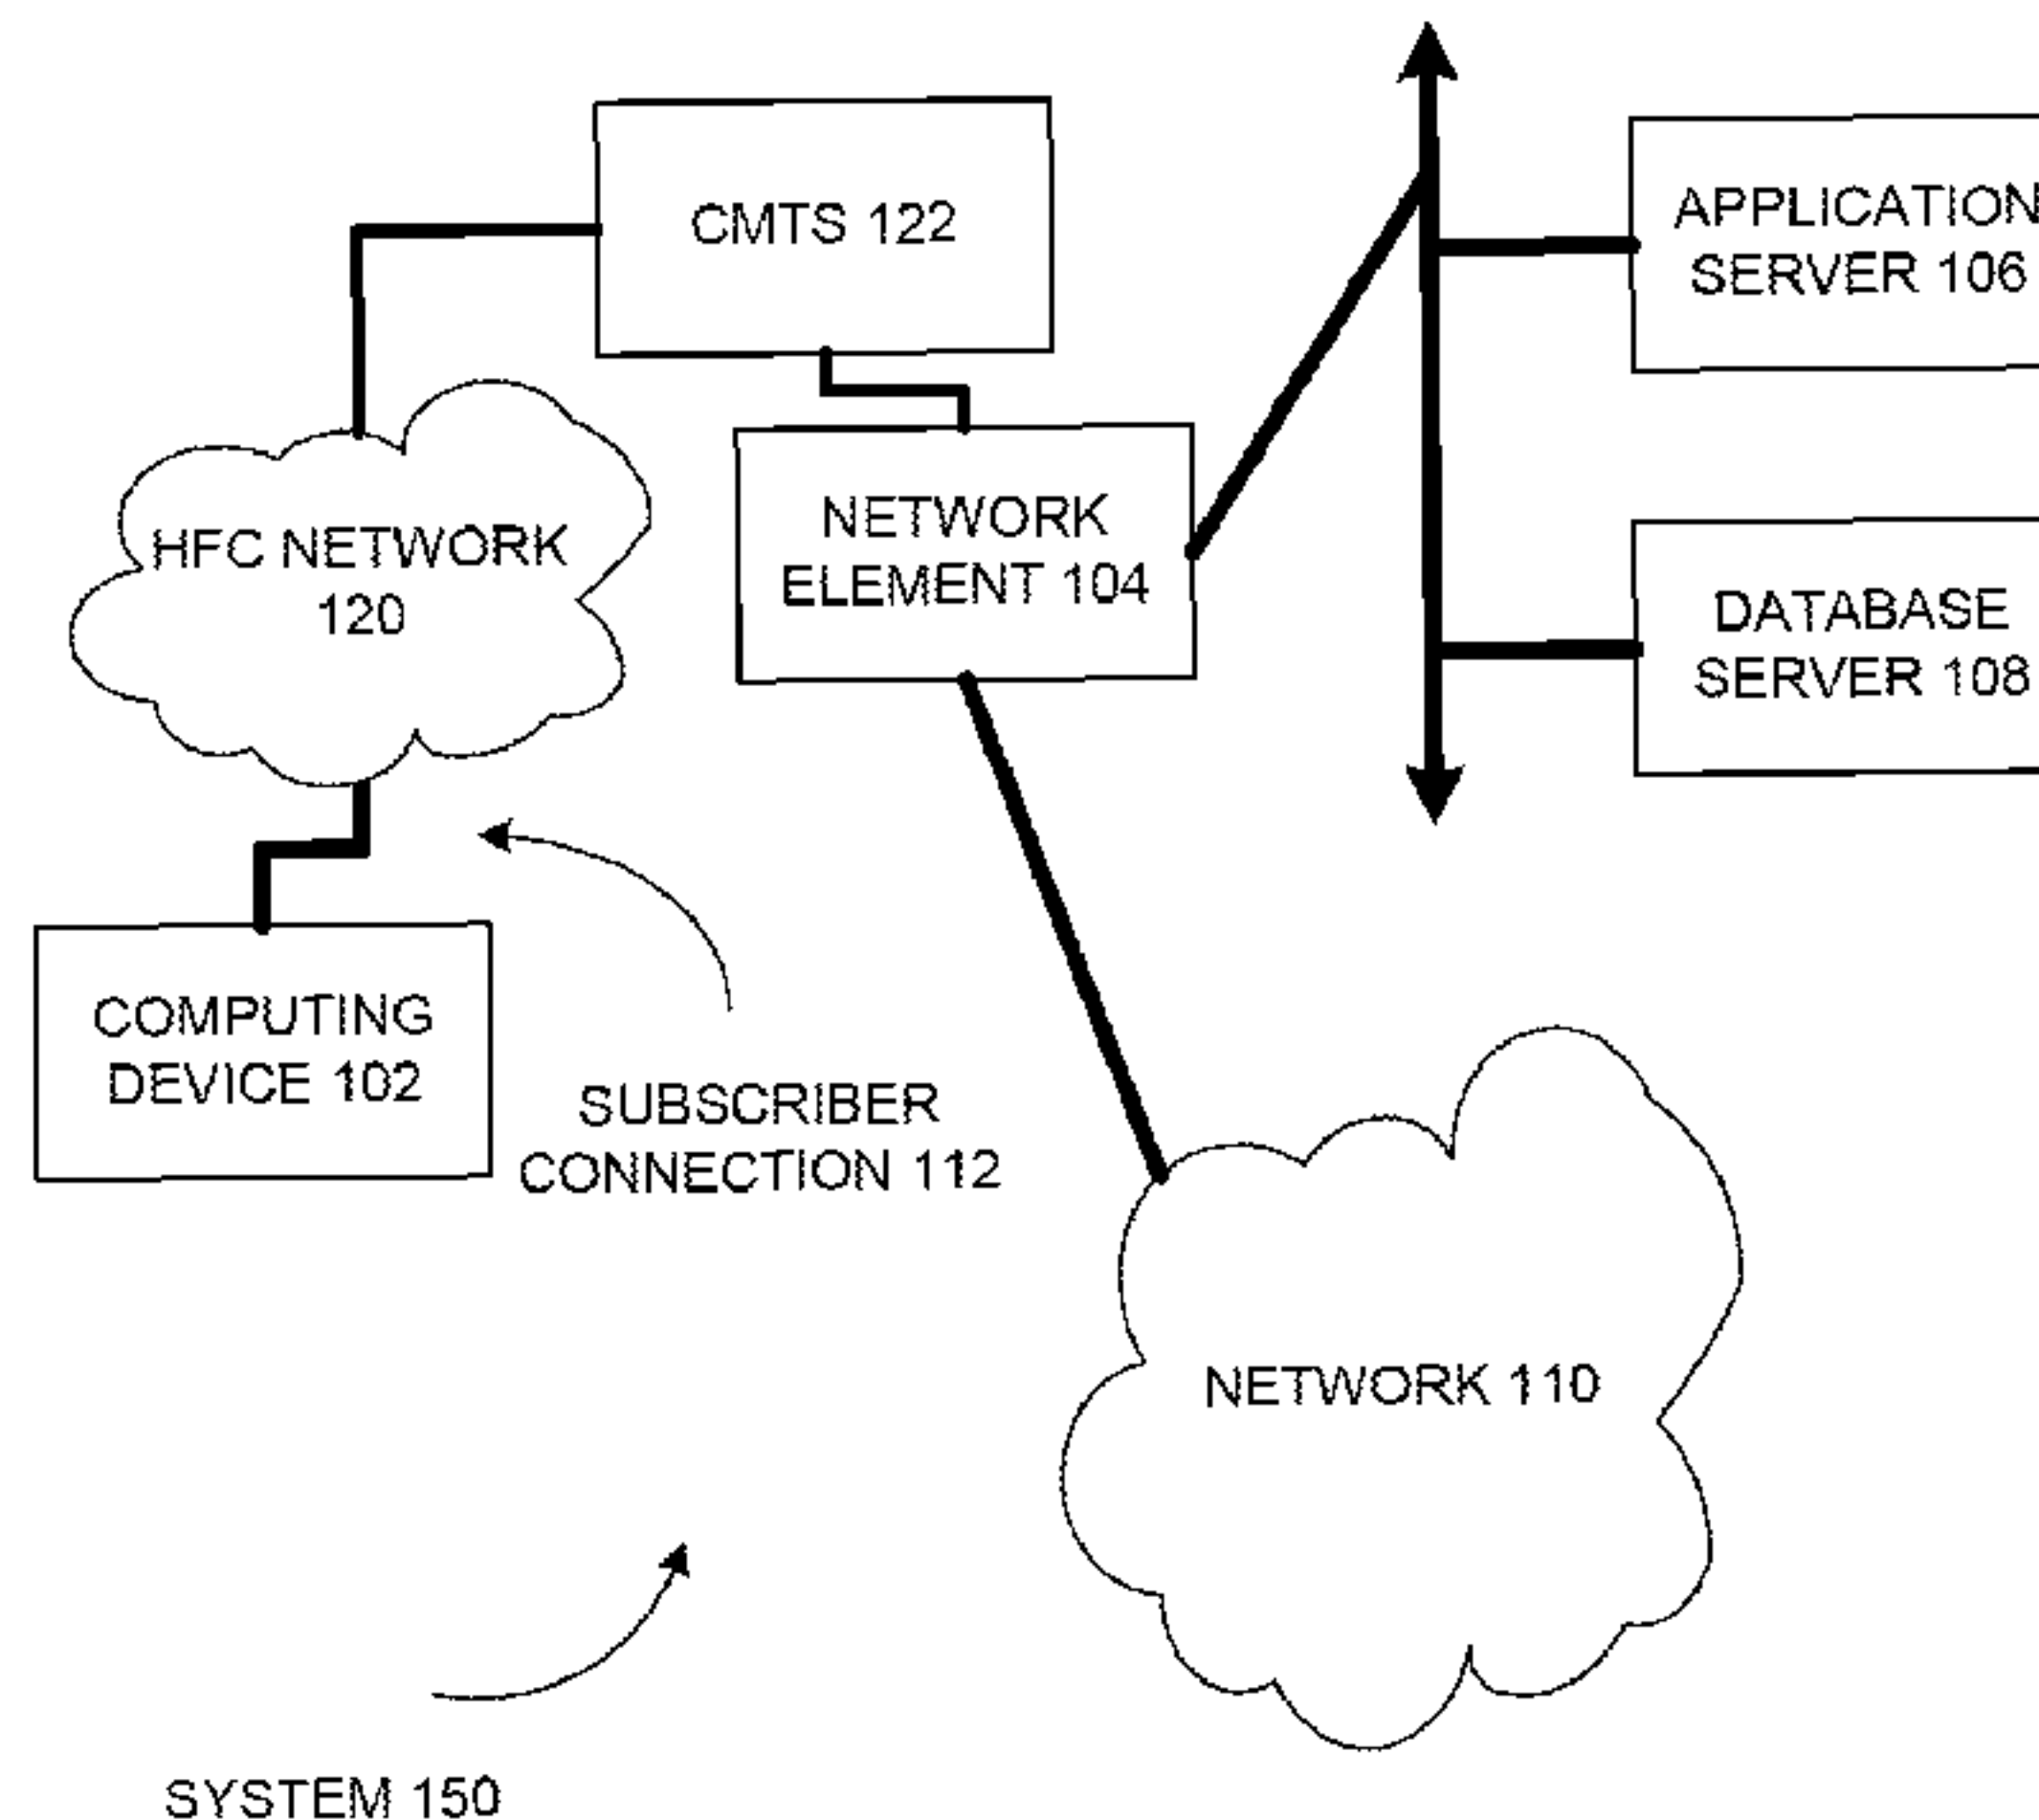 CMTS 122
APPLICATION
SERVER 106
HFC NETWORK
120
NETWORK
ELEMENT 104
DATABASE
SERVER 108
COMPUTING
DEVICE 102
SUBSCRIBER
CONNECTION 112
NETWORK 110
SYSTEM 150